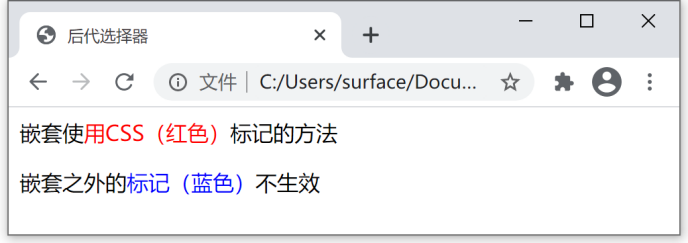 后代选择器
文件 C:/Users/surface/Docu...
嵌套使用CSS（红色）标记的方法
嵌套之外的标记（蓝色）不生效